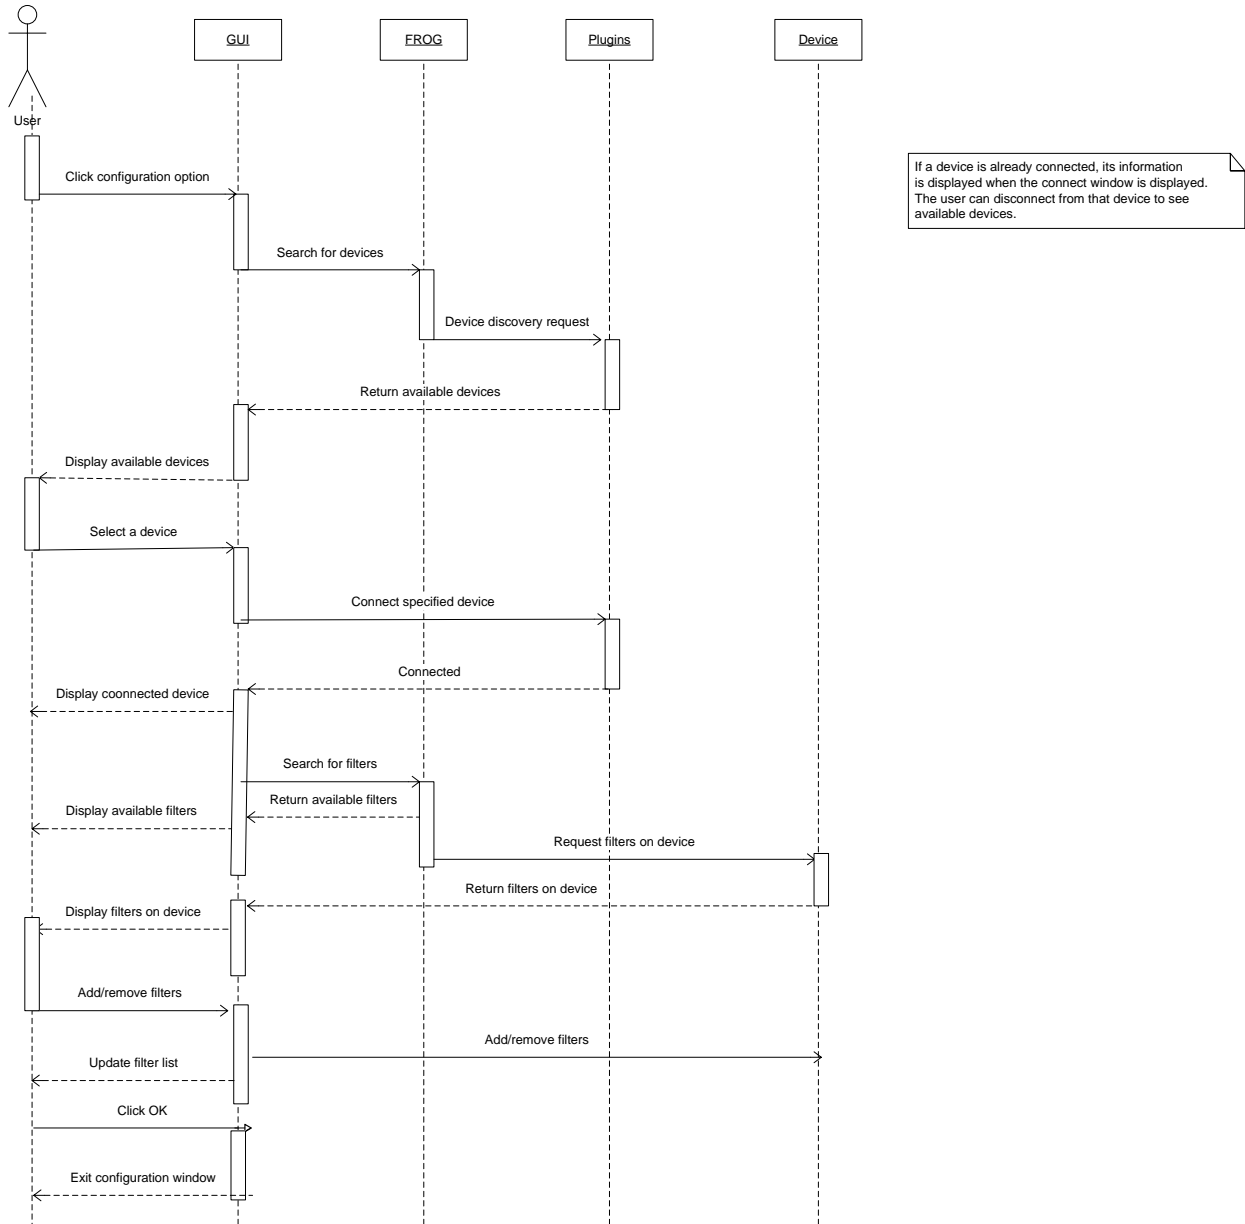 GUI
FROG
Plugins
Device
User
If a device is already connected, its information
is displayed when the connect window is displayed.
The user can disconnect from that device to see
available devices.
Click configuration option
Search for devices
Device discovery request
Return available devices
Display available devices
Select a device
Connect specified device
Connected
Display coonnected device
Search for filters
Return available filters
Display available filters
Request filters on device
Return filters on device
Display filters on device
Add/remove filters
Add/remove filters
Update filter list
Click OK
Exit configuration window